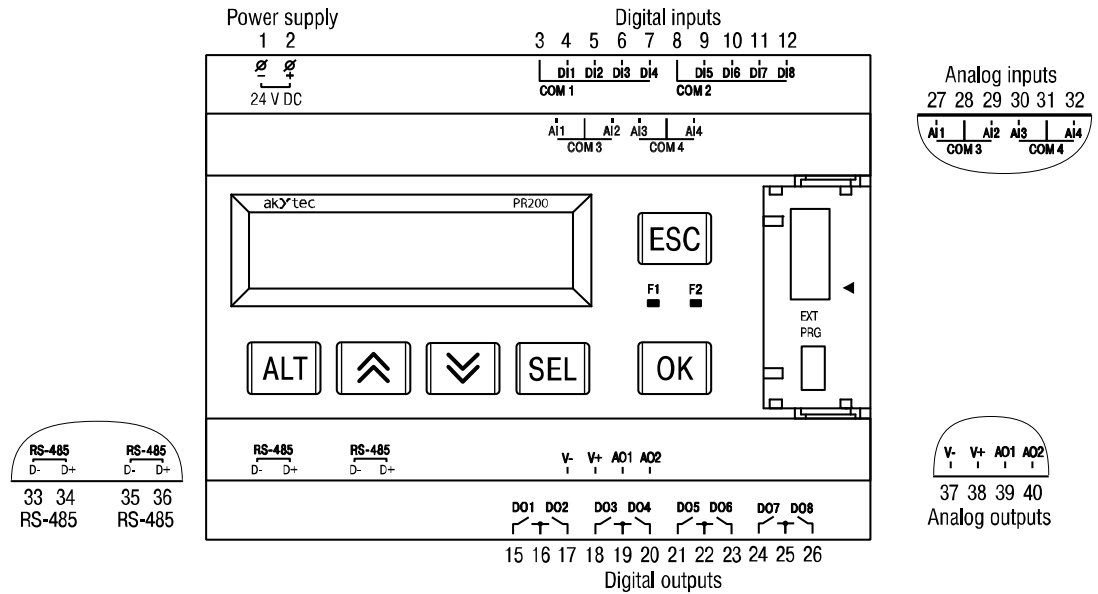 Power supply
1 2
- +
24 V DC
Digital inputs
3 4 5 6 7 8 9 10 11 12
DI1 DI2 DI3 DI4 DI5 DI6 DI7 DI8
COM 1 COM 2
AI1 AI2 AI3 AI4
COM 3 COM 4
Analog inputs
27 28 29 30 31 32
AI1 AI2 AI3 AI4
COM 3 COM 4
akYtec PR200
ESC
F1 F2
EXT
PRG
ALT SEL OK
RS-485 RS-485
D- D+ D- D+
33 34 35 36
RS-485 RS-485
RS-485 RS-485
D- D+ D- D+
V- V+ AO1 AO2
DO1 DO2 DO3 DO4 DO5 DO6 DO7 DO8
15 16 17 18 19 20 21 22 23 24 25 26
Digital outputs
V- V+ AO1 AO2
37 38 39 40
Analog outputs